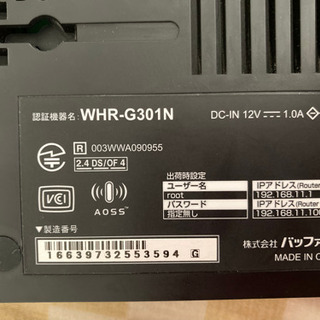 認証機器名: WHR-G301N
DC-IN 12V 1.0A
R 003WWA090955
2.4 DS/OF 4
VCCI
AOSS
出荷時設定
ユーザー名 IPアドレス(Router
root 192.168.11.1
パスワード IPアドレス(Router
指定無し 192.168.11.100
▼製造番号
16639732553594 G
株式会社 バッファ
MADE IN C